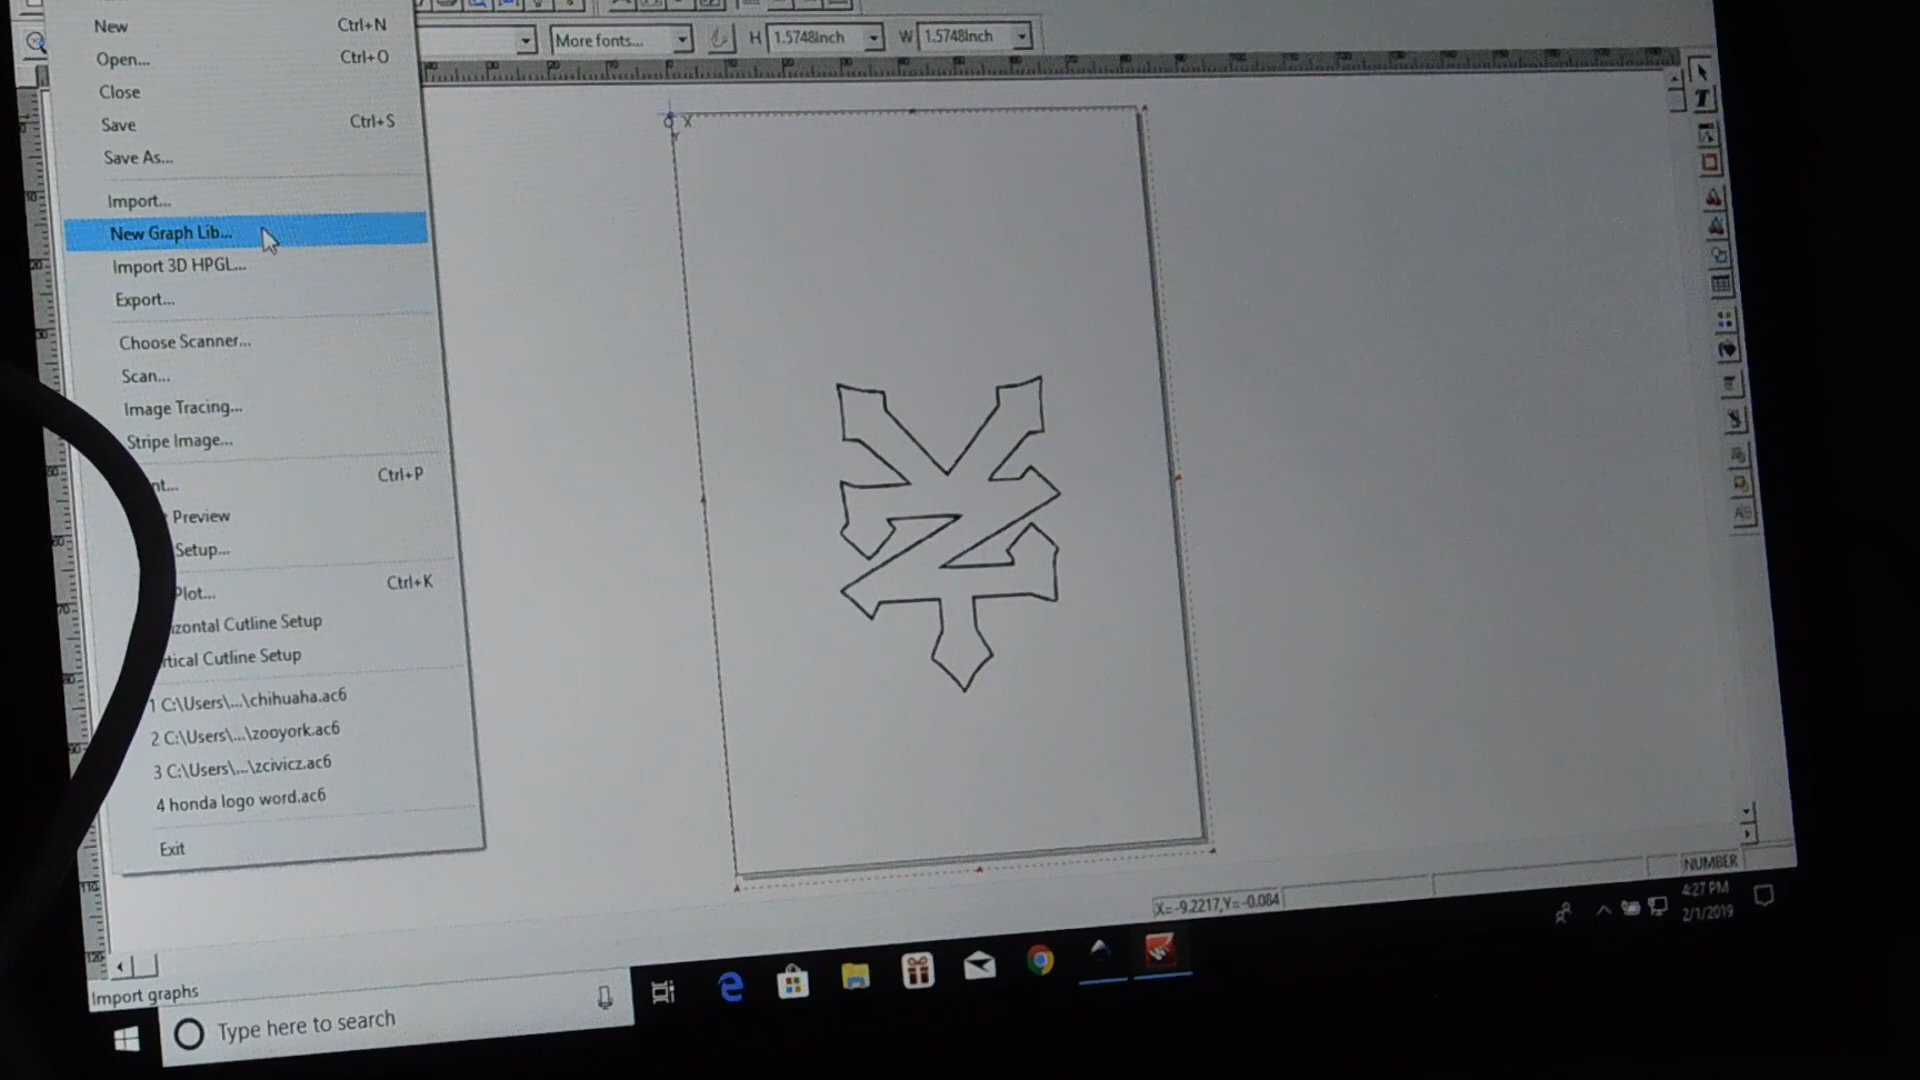 New Ctrl+N
Open... Ctrl+O
Close
Save Ctrl+S
Save As...
Import...
New Graph Lib...
Import 3D HPGL...
Export...
Choose Scanner...
Scan...
Image Tracing...
Stripe Image...
nt... Ctrl+P
Preview
Setup...
Plot... Ctrl+K
izontal Cutline Setup
rtical Cutline Setup
1 C:\Users\...\chihuaha.ac6
2 C:\Users\...\zooyork.ac6
3 C:\Users\...\zcivicz.ac6
4 honda logo word.ac6
Exit
More fonts...
H 1.5748Inch
W 1.5748Inch
X
NUMBER
X=-9.2217,Y=-0.084
4:27 PM
2/1/2019
Import graphs
Type here to search